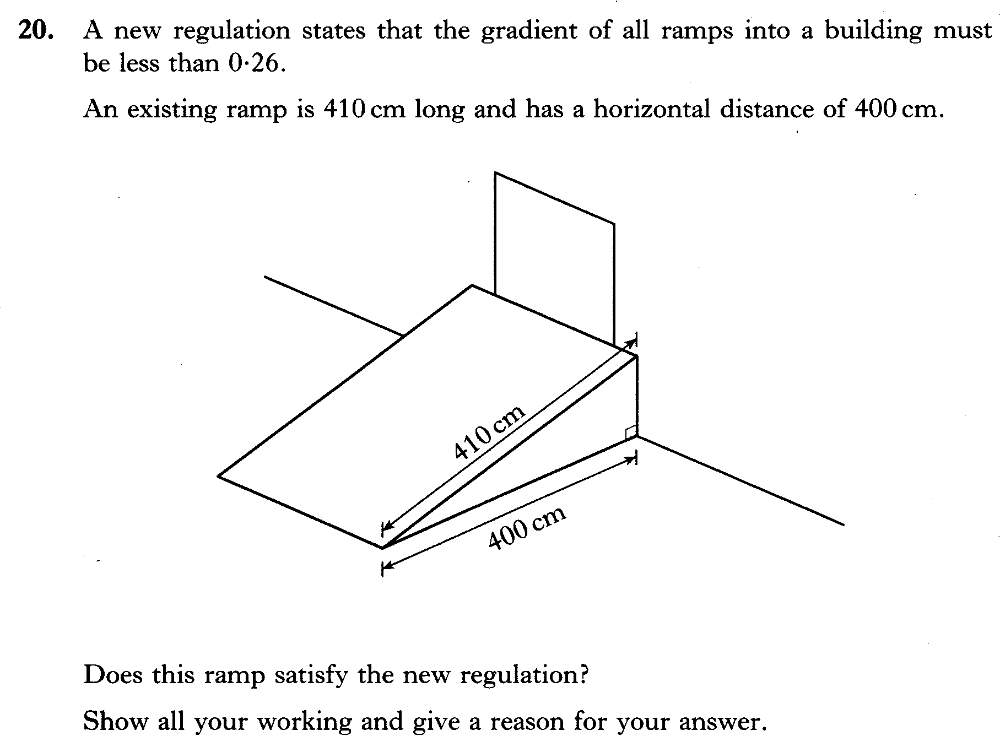 20. A new regulation states that the gradient of all ramps into a building must
be less than 0·26.
An existing ramp is 410 cm long and has a horizontal distance of 400 cm.
410 cm
400 cm
Does this ramp satisfy the new regulation?
Show all your working and give a reason for your answer.